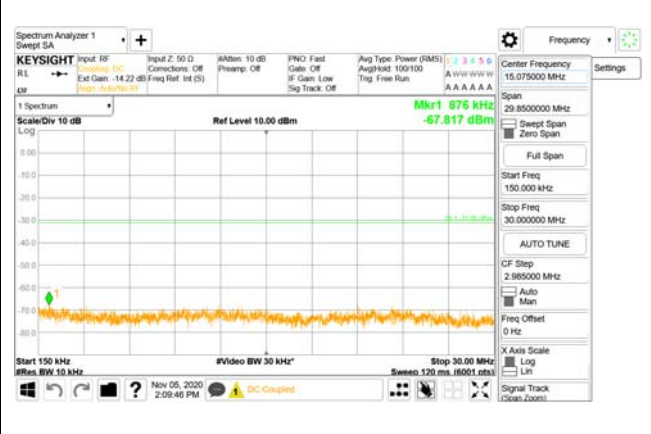 Spectrum Analyzer 1
Swept SA
Frequency
KEYSIGHT
Input: RF
Input Z: 50 Ω
#Atten: 10 dB
PNO: Fast
Avg Type: Power (RMS)
1 2 3 4 5 6
RL
Coupling: DC
Corrections: Off
Preamp: Off
Gate: Off
Avg|Hold: 100/100
A W W W W W
Ext Gain: -14.22 dB
Freq Ref: Int (S)
IF Gain: Low
Trig: Free Run
Align: Auto/No RF
Sig Track: Off
A A A A A A
1 Spectrum
Mkr1 876 kHz
Scale/Div 10 dB
Ref Level 10.00 dBm
-67.817 dBm
Log
0.00
-10.0
-20.0
-30.0
-40.0
-50.0
-60.0
-70.0
-80.0
1
Start 150 kHz
#Video BW 30 kHz*
Stop 30.00 MHz
#Res BW 10 kHz
Sweep 120 ms (6001 pts)
Nov 05, 2020
2:09:46 PM
DC Coupled
Settings
Center Frequency
15.075000 MHz
Span
29.8500000 MHz
Swept Span
Zero Span
Full Span
Start Freq
150.000 kHz
Stop Freq
30.000000 MHz
AUTO TUNE
CF Step
2.985000 MHz
Auto
Man
Freq Offset
0 Hz
X Axis Scale
Log
Lin
Signal Track
(Span Zoom)